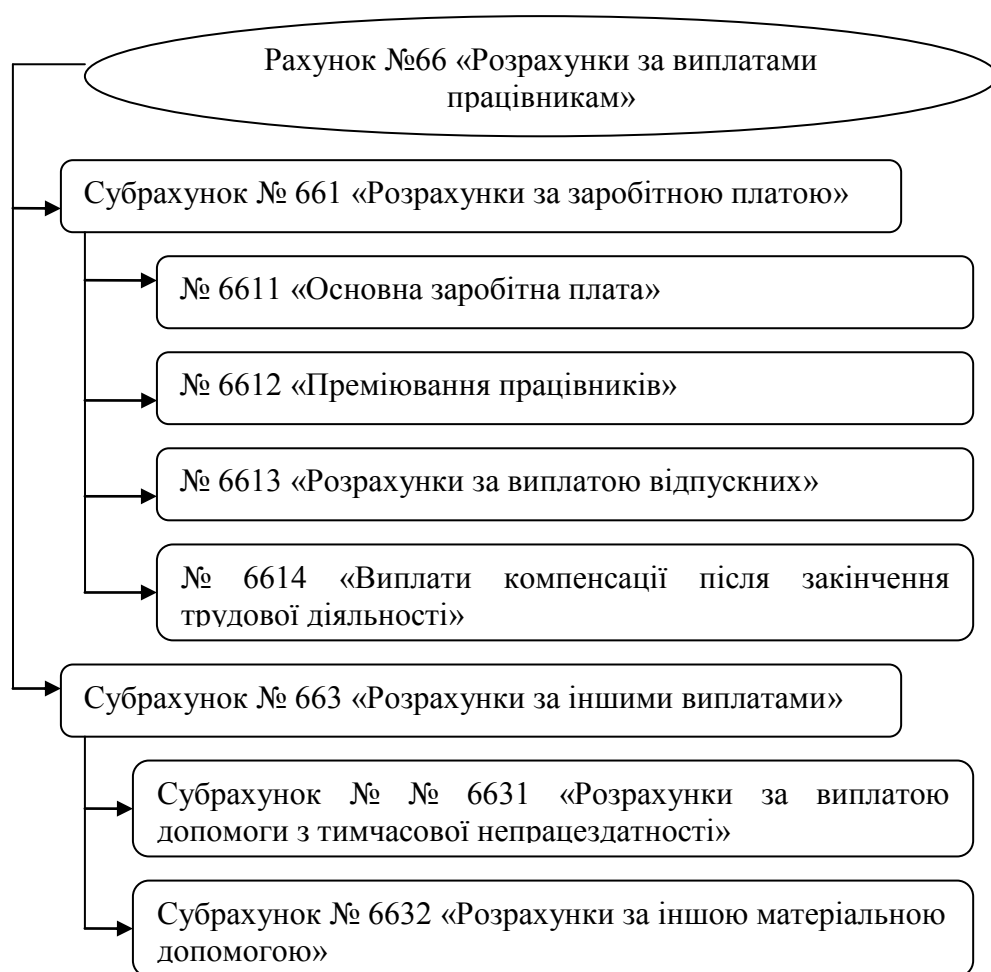 Рахунок №66 «Розрахунки за виплатами
працівникам»
Субрахунок № 661 «Розрахунки за заробітною платою»
№ 6611 «Основна заробітна плата»
№ 6612 «Преміювання працівників»
№ 6613 «Розрахунки за виплатою відпускних»
№ 6614 «Виплати компенсації після закінчення
трудової діяльності»
Субрахунок № 663 «Розрахунки за іншими виплатами»
Субрахунок № № 6631 «Розрахунки за виплатою
допомоги з тимчасової непрацездатності»
Субрахунок № 6632 «Розрахунки за іншою матеріальною
допомогою»